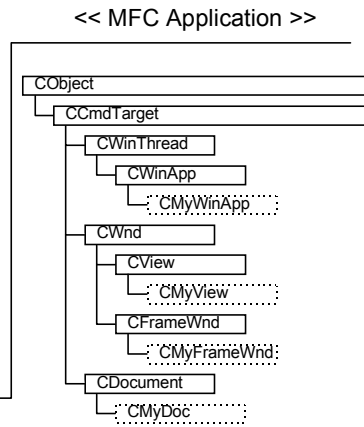 << MFC Application >>
CObject
CCmdTarget
CWinThread
CWinApp
CMyWinApp
CWnd
CView
CMyView
CFrameWnd
CMyFrameWnd
CDocument
CMyDoc